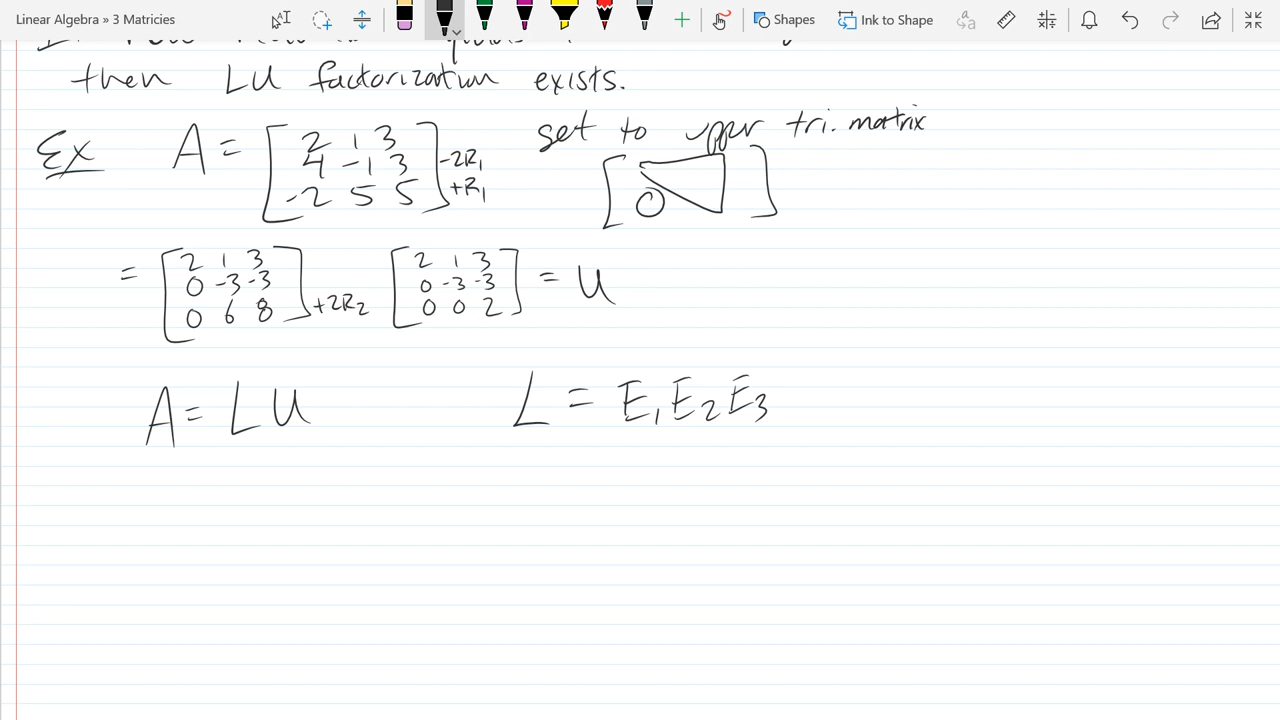 Linear Algebra » 3 Matricies
Shapes
Ink to Shape
then LU factorization exists.
Ex A = [ 2 1 3
4 -1 3 -2R₁
-2 5 5 ] +R₁
set to upper tri. matrix
[ 0 ]
= [ 2 1 3
0 -3 -3
0 6 8 ] +2R₂
[ 2 1 3
0 -3 -3
0 0 2 ] = U
A = LU
L = E₁E₂E₃